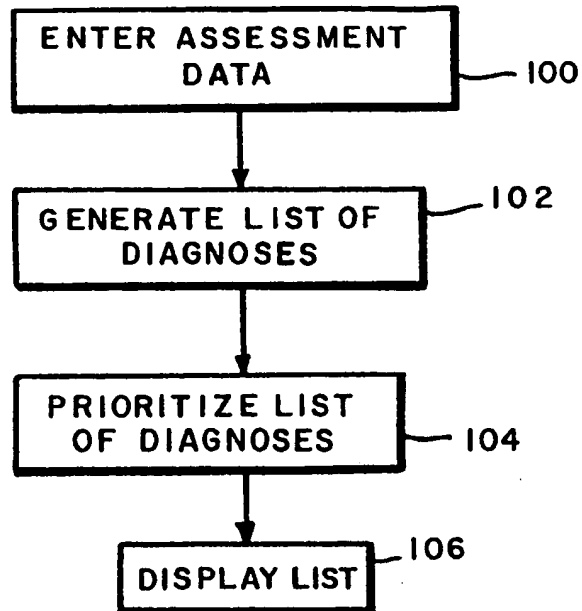 ENTER ASSESSMENT
DATA
100
GENERATE LIST OF
DIAGNOSES
102
PRIORITIZE LIST
OF DIAGNOSES
104
DISPLAY LIST
106